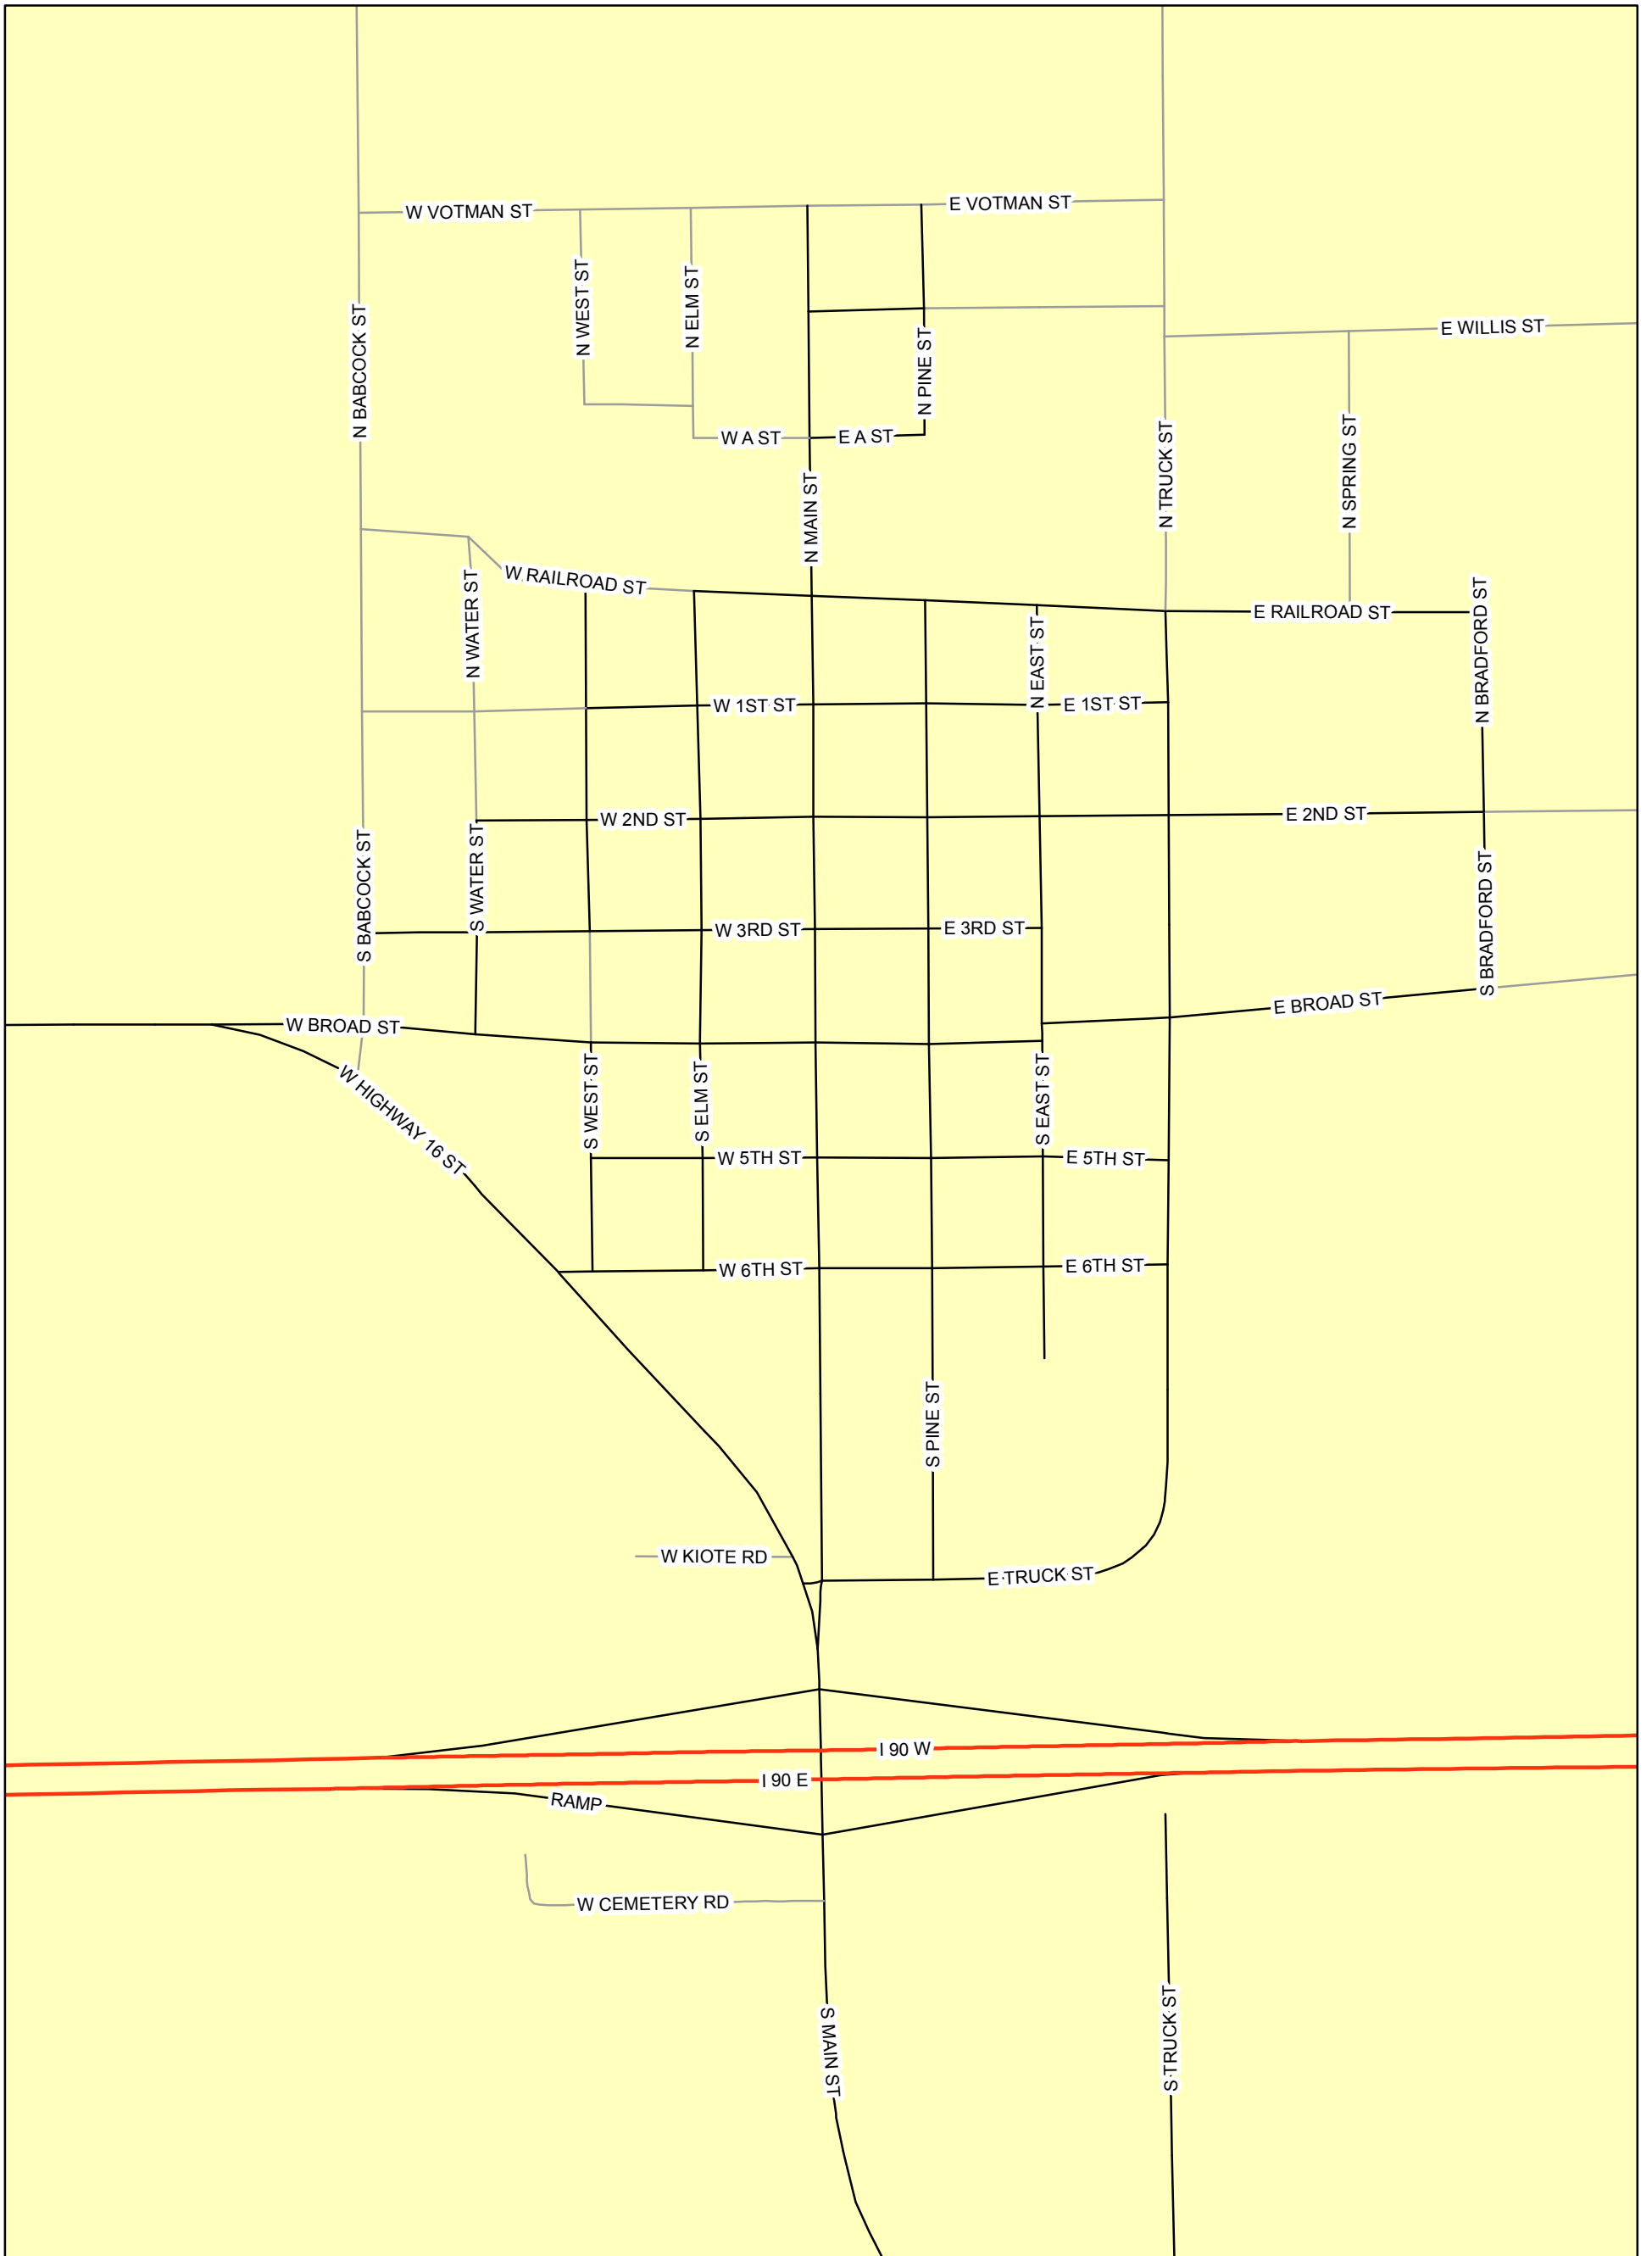 E VOTMAN ST
W VOTMAN ST
N WEST ST
N ELM ST
N BABCOCK ST
E WILLIS ST
N PINE ST
W A ST
E A ST
N MAIN ST
N TRUCK ST
N SPRING ST
W RAILROAD ST
N WATER ST
E RAILROAD ST
N BRADFORD ST
N EAST ST
W 1ST ST
E 1ST ST
W 2ND ST
E 2ND ST
S BABCOCK ST
S WATER ST
W 3RD ST
E 3RD ST
S BRADFORD ST
E BROAD ST
W BROAD ST
W HIGHWAY 16 ST
S WEST ST
S ELM ST
S EAST ST
W 5TH ST
E 5TH ST
W 6TH ST
E 6TH ST
S PINE ST
W KIOTE RD
E TRUCK ST
I 90 W
I 90 E
RAMP
W CEMETERY RD
S MAIN ST
S TRUCK ST